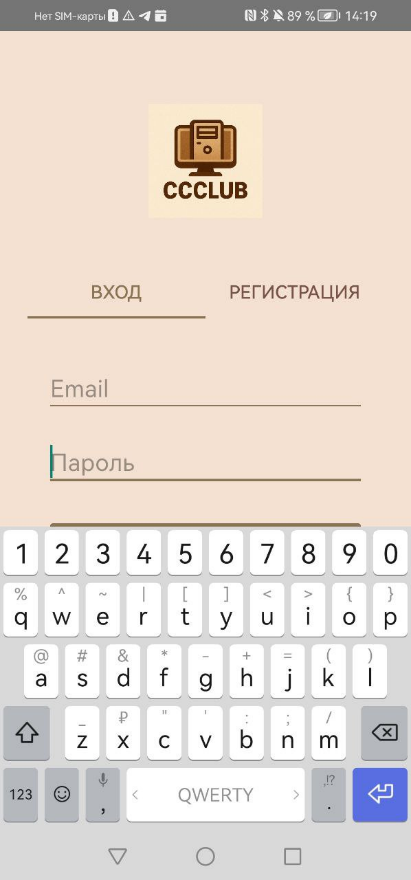 Нет SIM-карты 89 % 14:19
CCCLUB
ВХОД РЕГИСТРАЦИЯ
Email
Пароль
1 2 3 4 5 6 7 8 9 0
% ^ ~ | [ ] < > { }
q w e r t y u i o p
@ # & * - + = ( )
a s d f g h j k l
_ ₽ " ' : ; /
z x c v b n m
,!?
123 , QWERTY .